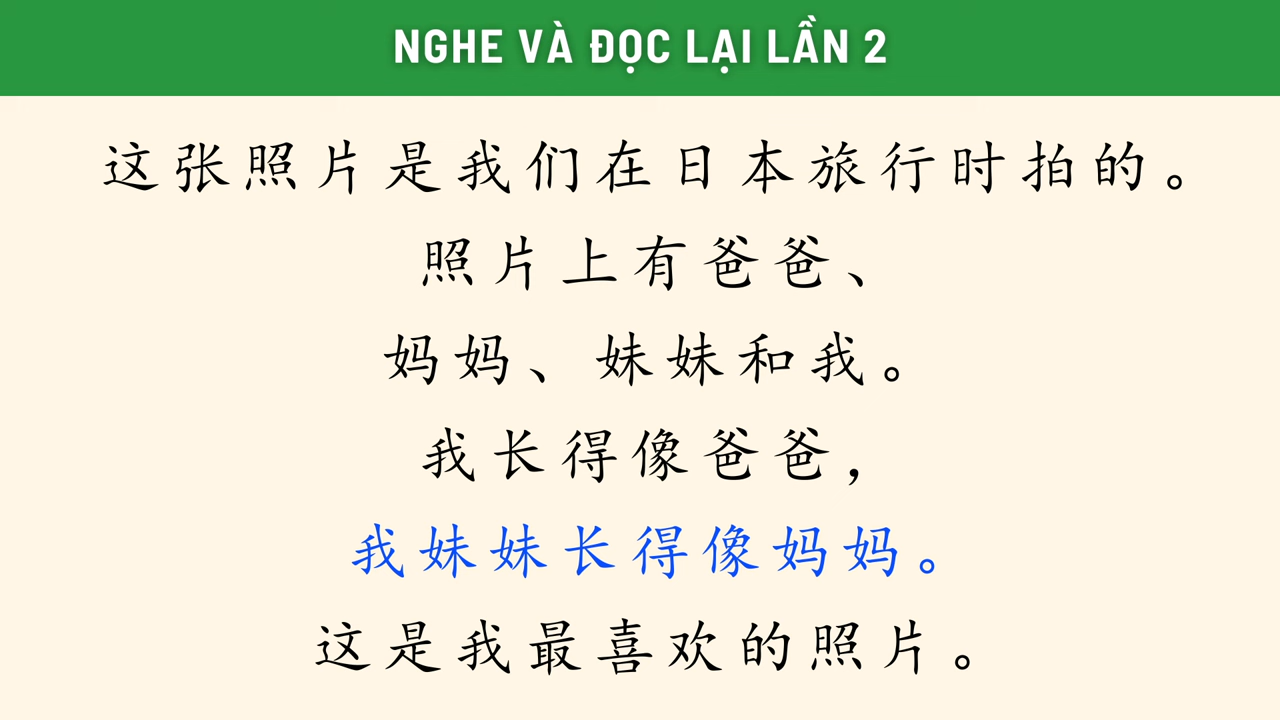 NGHE VÀ ĐỌC LẠI LẦN 2
这张照片是我们在日本旅行时拍的。
照片上有爸爸、
妈妈、妹妹和我。
我长得像爸爸，
我妹妹长得像妈妈。
这是我最喜欢的照片。